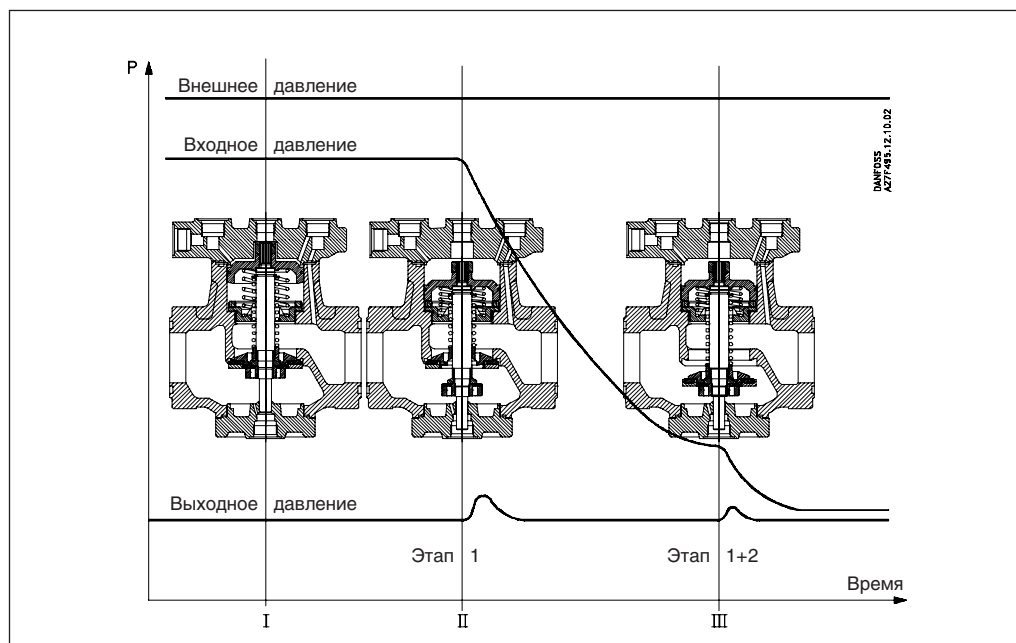 P
Внешнее давление
Входное давление
DANFOSS
A27F495.12.10.02
Выходное давление
Этап 1
Этап 1+2
Время
I
II
III